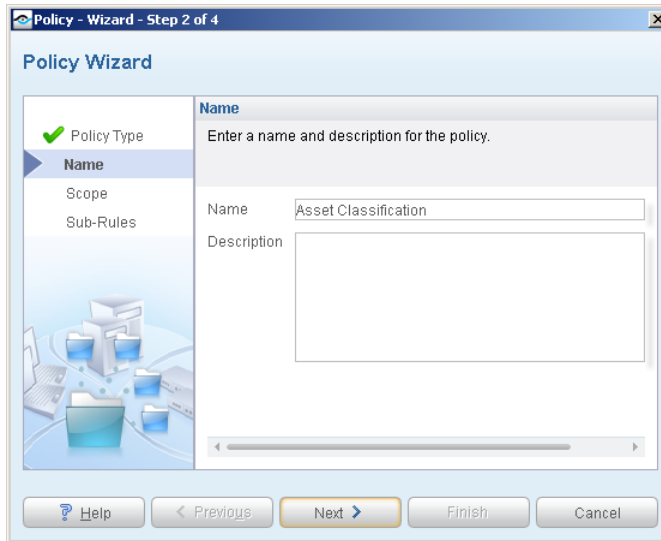 Policy - Wizard - Step 2 of 4
Policy Wizard
Policy Type
Name
Scope
Sub-Rules
Name
Enter a name and description for the policy.
Name
Asset Classification
Description
Help
Previous
Next
Finish
Cancel